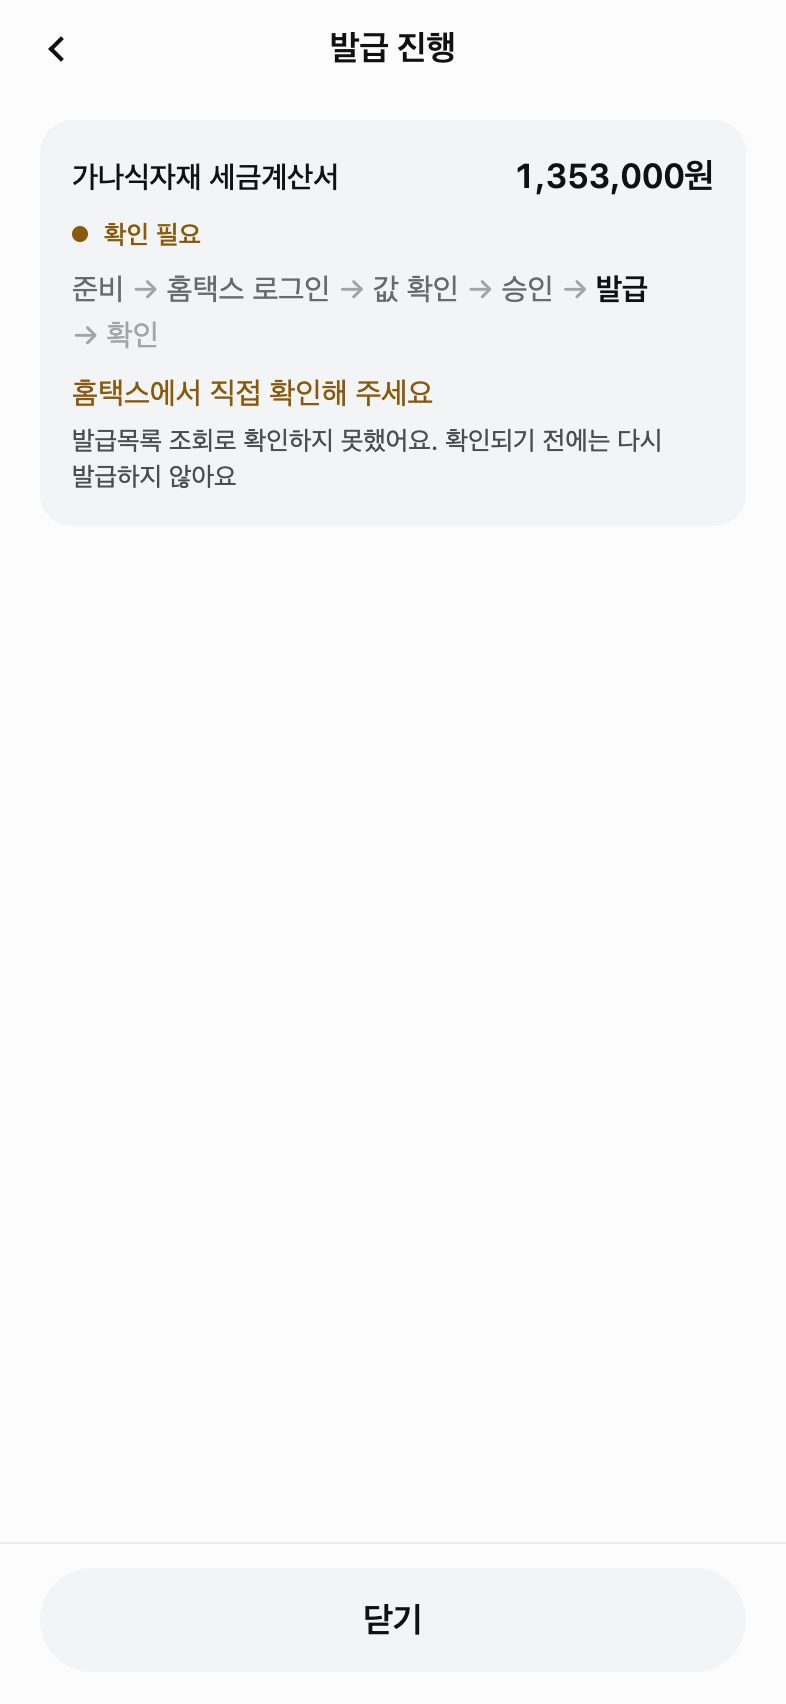 발급 진행
가나식자재 세금계산서 1,353,000원
확인 필요
준비 → 홈택스 로그인 → 값 확인 → 승인 → 발급
→ 확인
홈택스에서 직접 확인해 주세요
발급목록 조회로 확인하지 못했어요. 확인되기 전에는 다시
발급하지 않아요
닫기